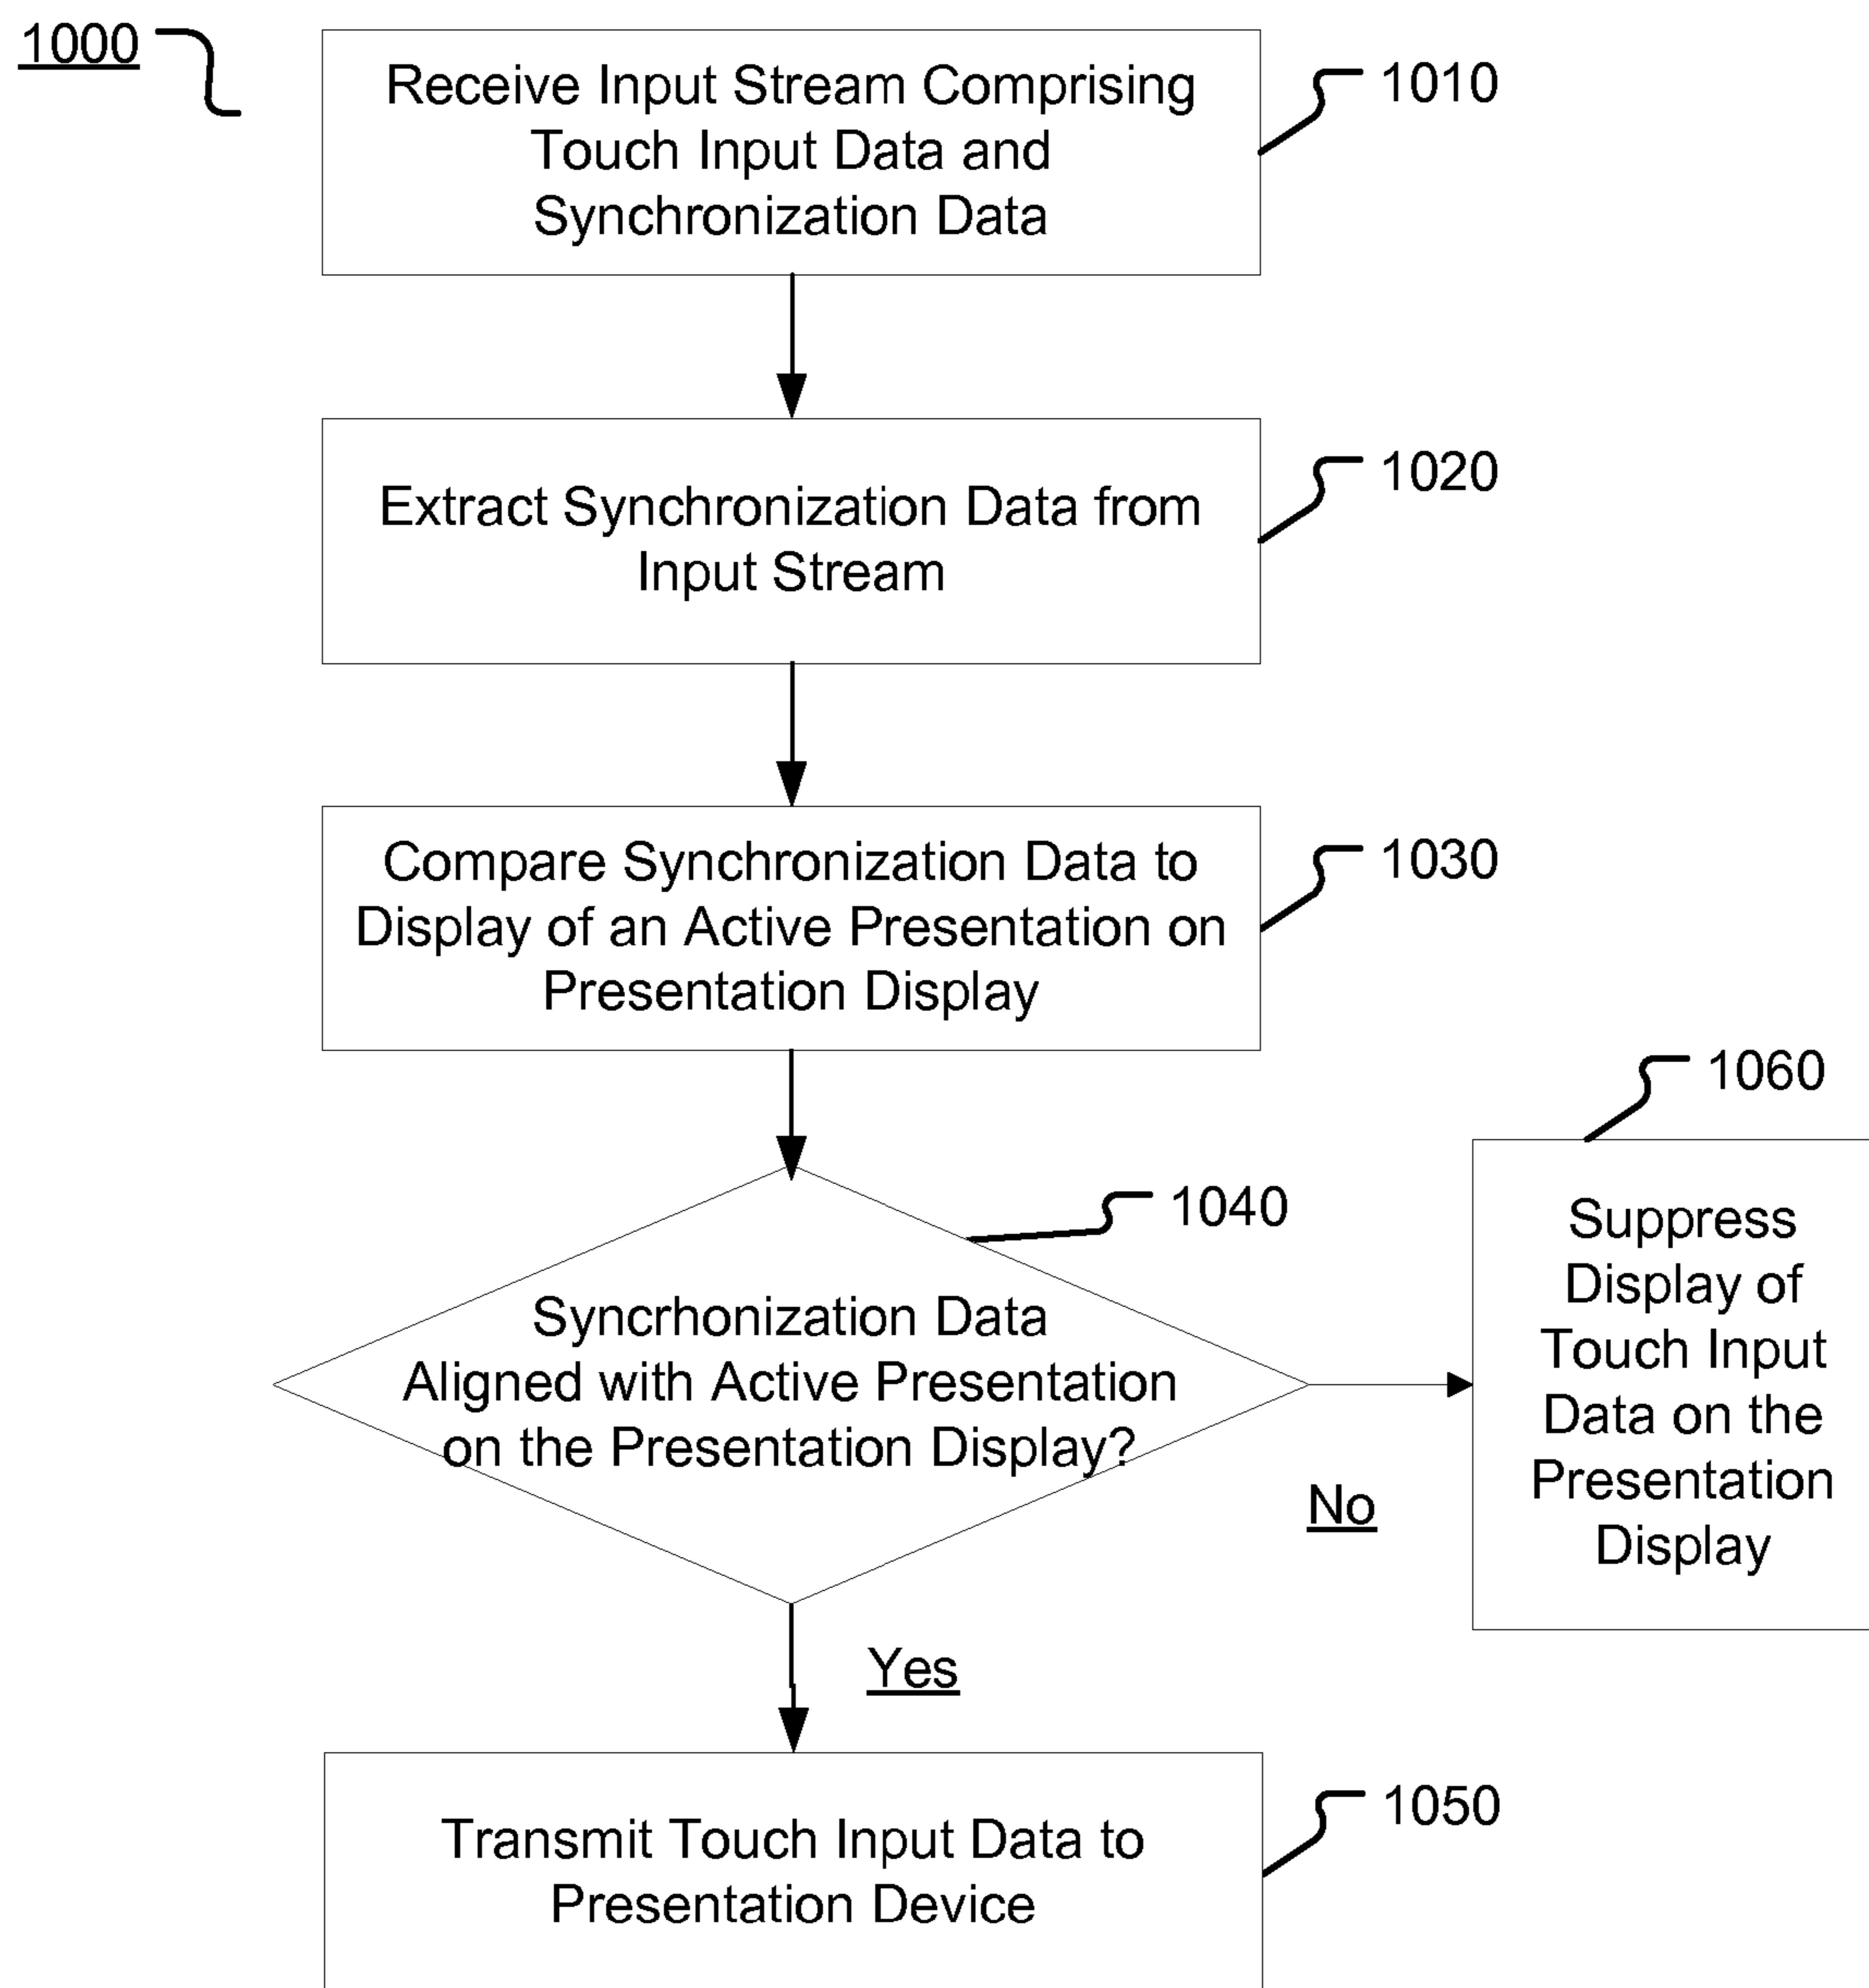 1000
Receive Input Stream Comprising
Touch Input Data and
Synchronization Data
1010
Extract Synchronization Data from
Input Stream
1020
Compare Synchronization Data to
Display of an Active Presentation on
Presentation Display
1030
1040
Syncrhonization Data
Aligned with Active Presentation
on the Presentation Display?
1060
Suppress
Display of
Touch Input
Data on the
Presentation
Display
No
Yes
Transmit Touch Input Data to
Presentation Device
1050